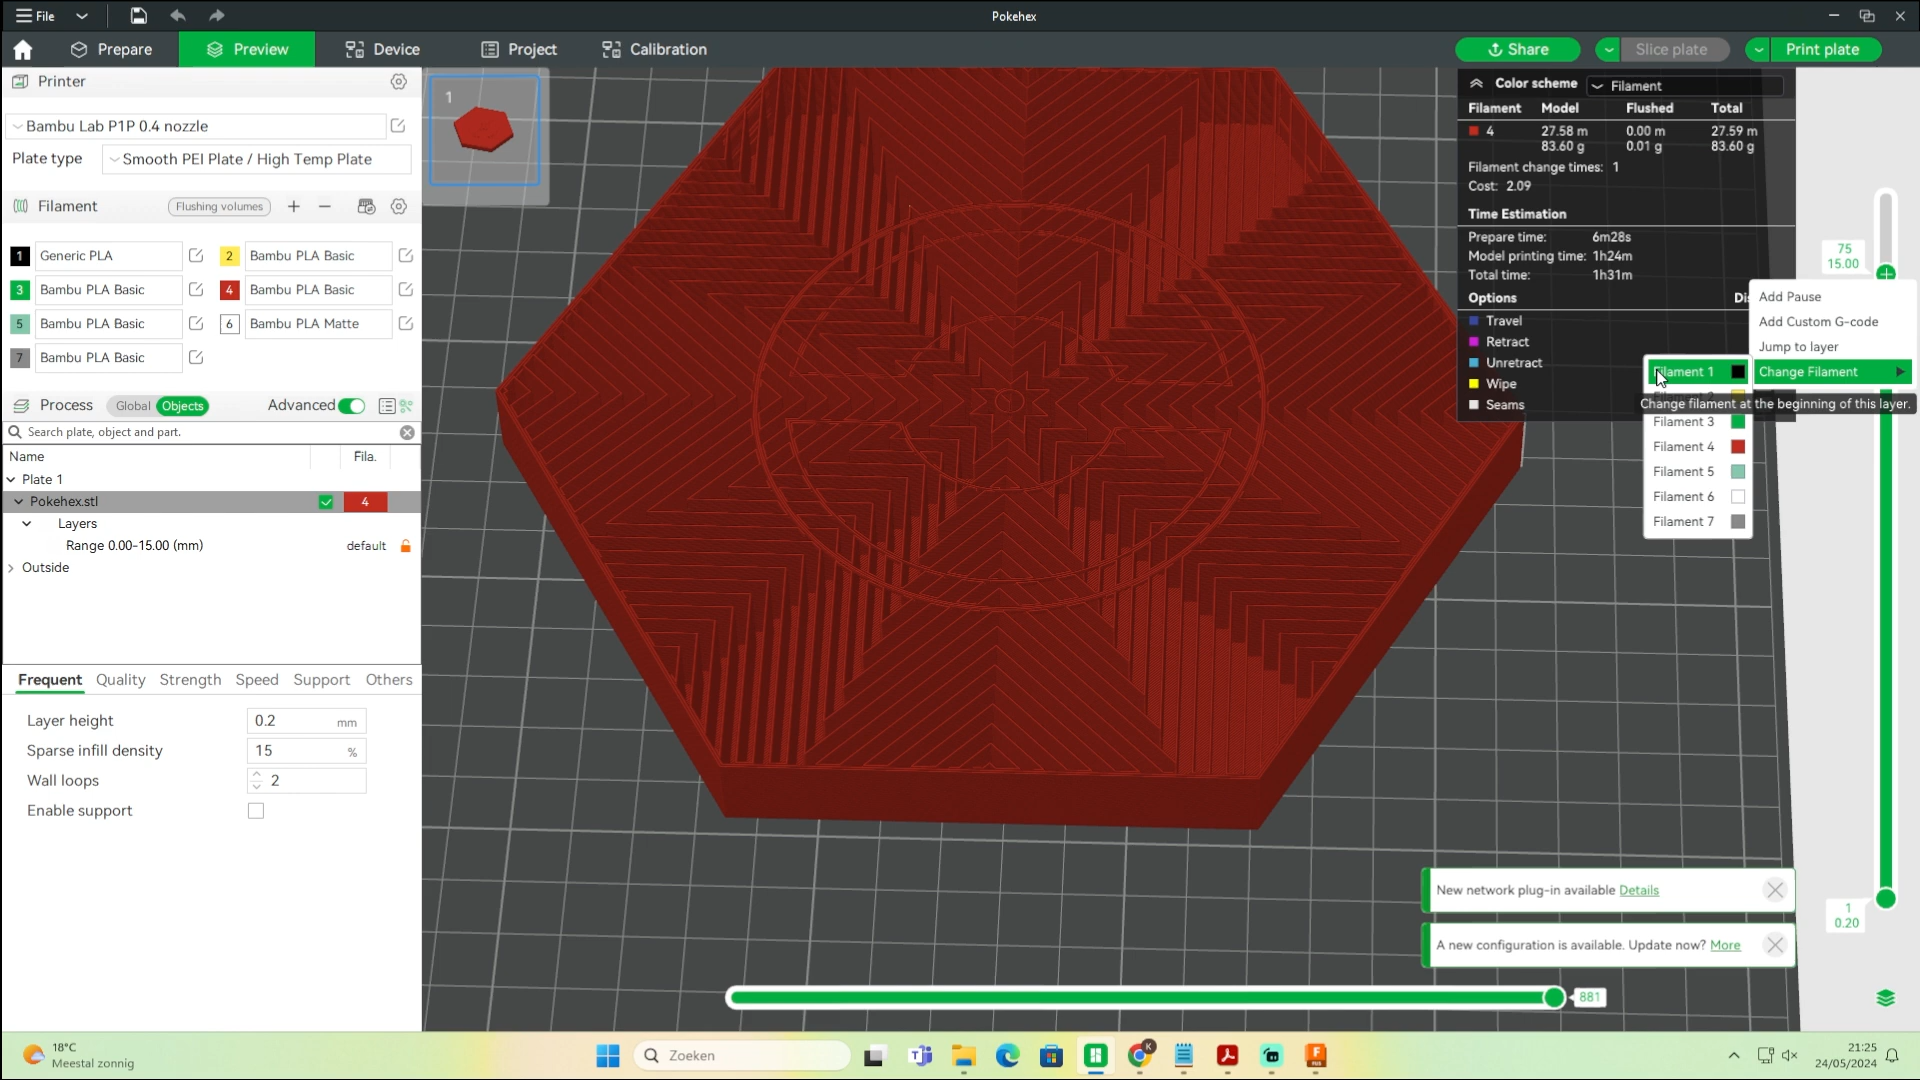 File
Pokehex
Prepare
Preview
Device
Project
Calibration
Share
Slice plate
Print plate
Printer
Bambu Lab P1P 0.4 nozzle
Plate type
Smooth PEI Plate / High Temp Plate
Filament
Flushing volumes
1 Generic PLA
2 Bambu PLA Basic
3 Bambu PLA Basic
4 Bambu PLA Basic
5 Bambu PLA Basic
6 Bambu PLA Matte
7 Bambu PLA Basic
Process
Global
Objects
Advanced
Search plate, object and part.
Name
Fila.
Plate 1
Pokehex.stl
4
Layers
Range 0.00-15.00 (mm)
default
Outside
Frequent
Quality
Strength
Speed
Support
Others
Layer height
0.2 mm
Sparse infill density
15 %
Wall loops
2
Enable support
1
Color scheme
Filament
Filament Model Flushed Total
4 27.58 m 0.00 m 27.59 m
83.60 g 0.01 g 83.60 g
Filament change times: 1
Cost: 2.09
Time Estimation
Prepare time: 6m28s
Model printing time: 1h24m
Total time: 1h31m
Options
Travel
Retract
Unretract
Wipe
Seams
75
15.00
Add Pause
Add Custom G-code
Jump to layer
Change Filament
Filament 1
Change filament at the beginning of this layer.
Filament 3
Filament 4
Filament 5
Filament 6
Filament 7
New network plug-in available Details
A new configuration is available. Update now? More
1
0.20
881
18°C
Meestal zonnig
Zoeken
21:25
24/05/2024